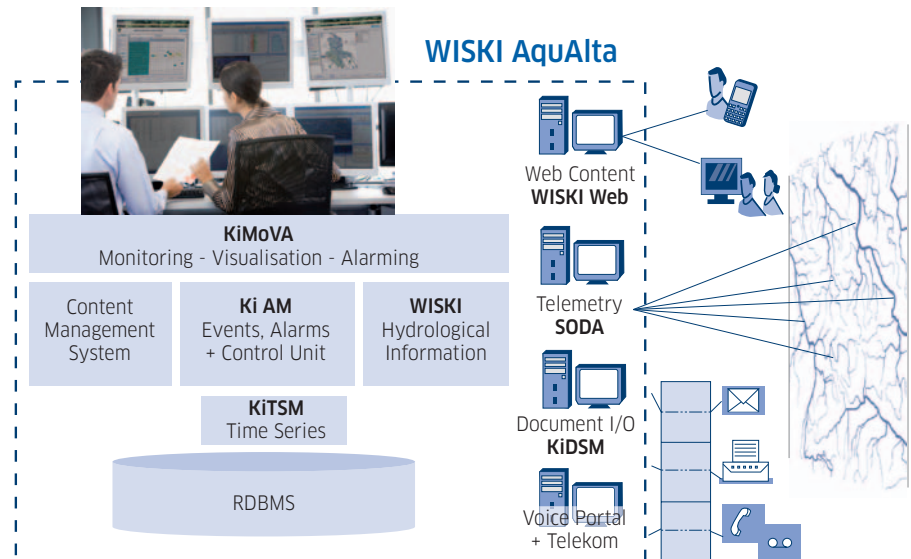 WISKI AquAlta
Web Content
WISKI Web
KiMoVA
Monitoring - Visualisation - Alarming
Content
Management
System
Ki AM
Events, Alarms
+ Control Unit
WISKI
Hydrological
Information
Telemetry
SODA
KiTSM
Time Series
Document I/O
KiDSM
RDBMS
Voice Portal
+ Telekom